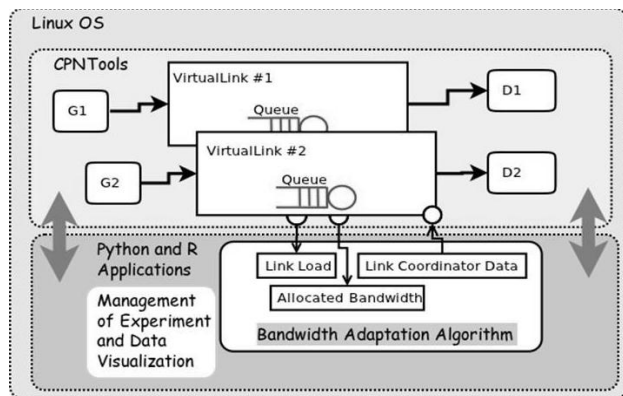 Linux OS
CPNTools
VirtualLink #1
G1
Queue
D1
VirtualLink #2
G2
Queue
D2
Python and R
Applications
Link Load
Link Coordinator Data
Allocated Bandwidth
Management
of Experiment
and Data
Visualization
Bandwidth Adaptation Algorithm